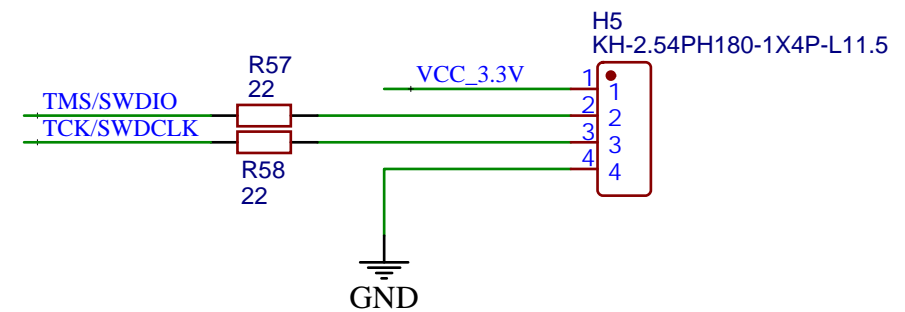 H5
KH-2.54PH180-1X4P-L11.5
R57
22
VCC_3.3V
1
1
TMS/SWDIO
2
2
TCK/SWDCLK
3
3
R58
22
4
4
GND